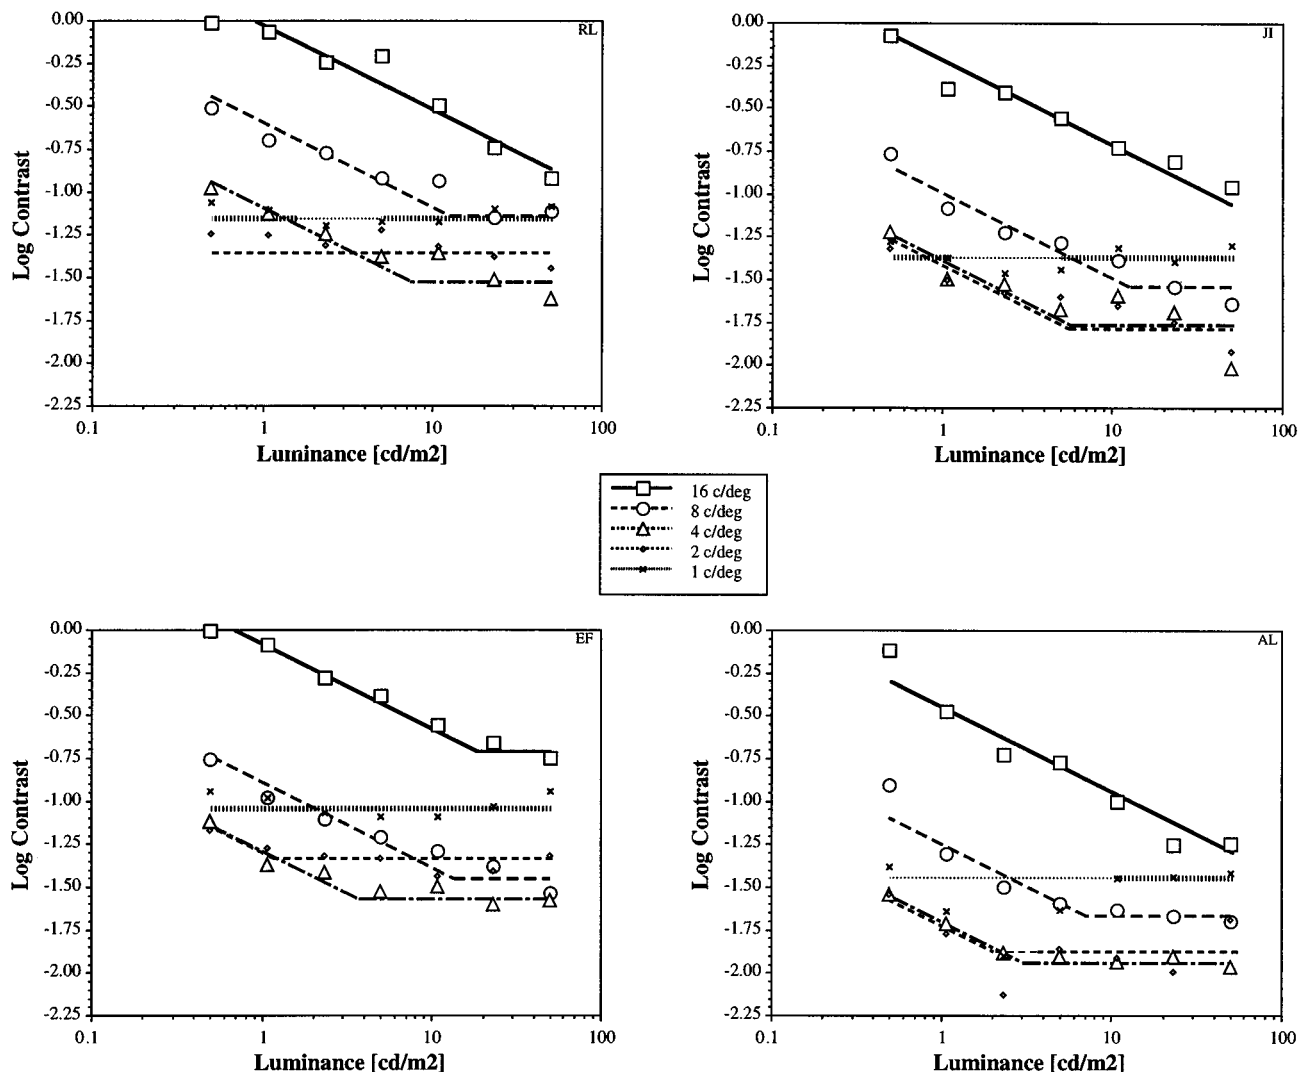 RL
0.00
-0.25
-0.50
-0.75
-1.00
-1.25
-1.50
-1.75
-2.00
-2.25
Log Contrast
0.1 1 10 100
Luminance [cd/m2]
JI
0.00
-0.25
-0.50
-0.75
-1.00
-1.25
-1.50
-1.75
-2.00
-2.25
Log Contrast
0.1 1 10 100
Luminance [cd/m2]
16 c/deg
8 c/deg
4 c/deg
2 c/deg
1 c/deg
EF
0.00
-0.25
-0.50
-0.75
-1.00
-1.25
-1.50
-1.75
-2.00
-2.25
Log Contrast
0.1 1 10 100
Luminance [cd/m2]
AL
0.00
-0.25
-0.50
-0.75
-1.00
-1.25
-1.50
-1.75
-2.00
-2.25
Log Contrast
0.1 1 10 100
Luminance [cd/m2]